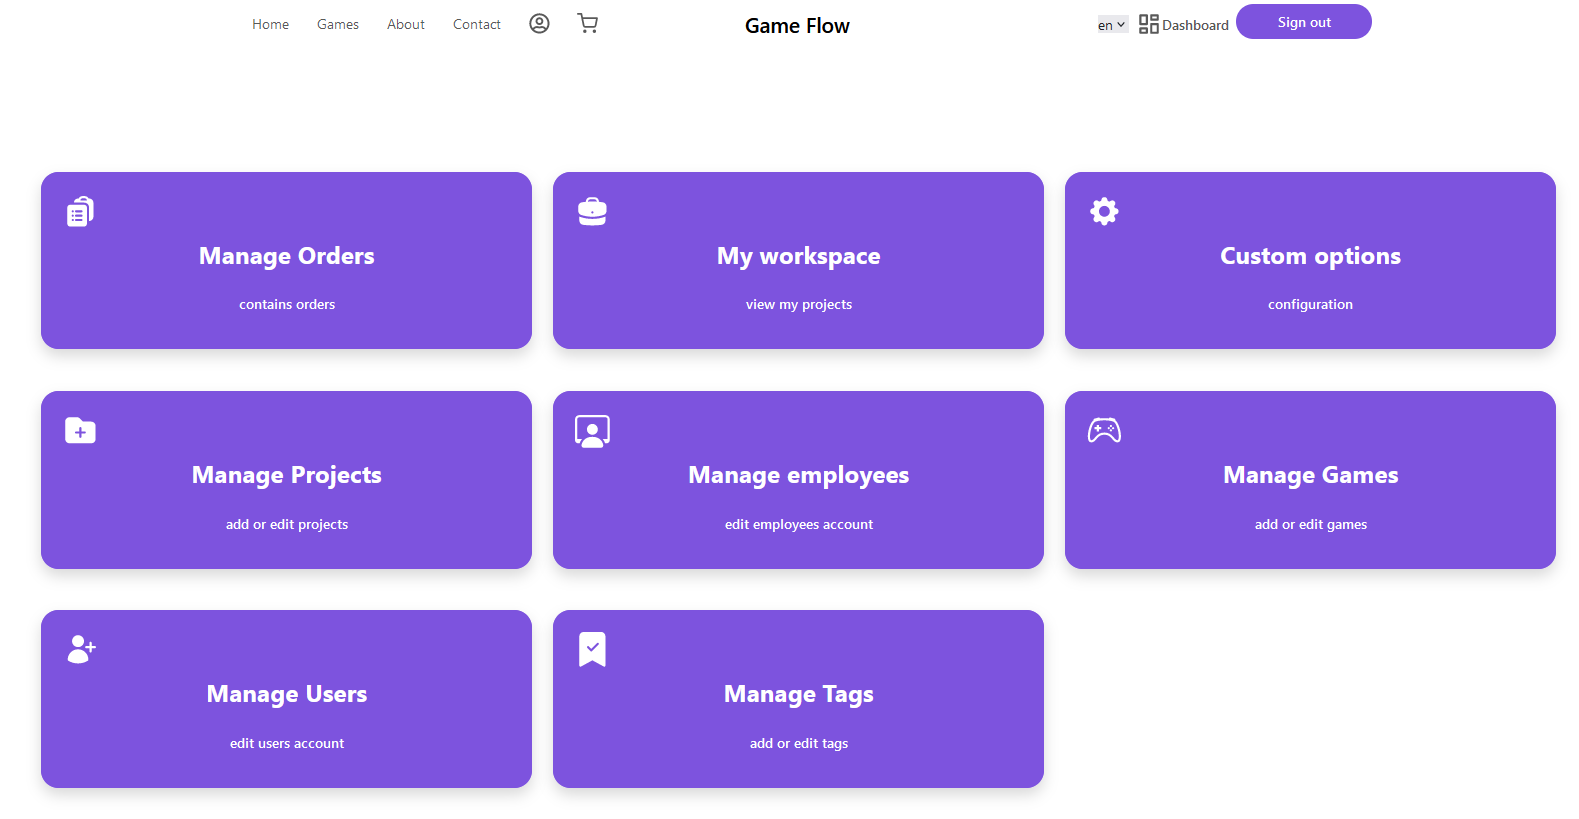 Home Games About Contact Game Flow en Dashboard Sign out
Manage Orders
contains orders
My workspace
view my projects
Custom options
configuration
Manage Projects
add or edit projects
Manage employees
edit employees account
Manage Games
add or edit games
Manage Users
edit users account
Manage Tags
add or edit tags